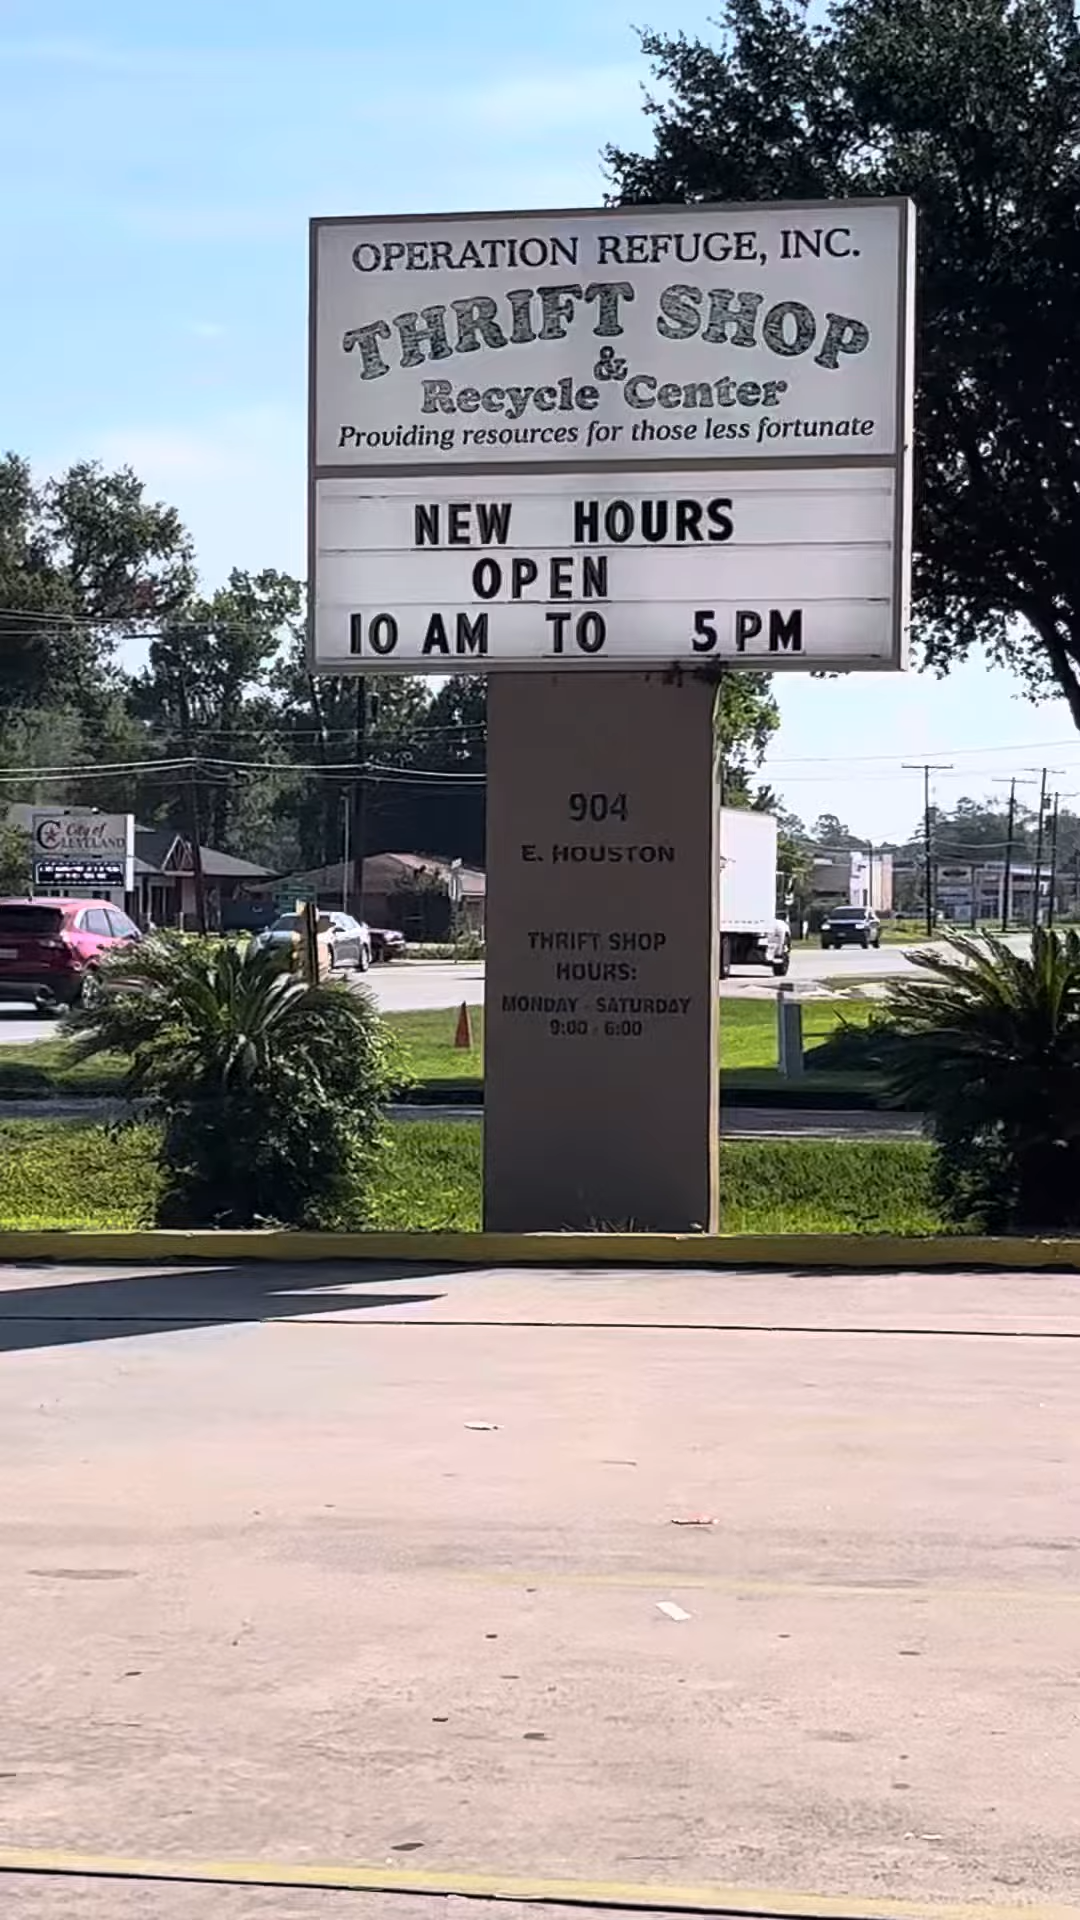 OPERATION REFUGE, INC.
THRIFT SHOP
&
Recycle Center
Providing resources for those less fortunate
NEW HOURS
OPEN
10 AM TO 5 PM
904
E. HOUSTON
THRIFT SHOP
HOURS:
MONDAY - SATURDAY
9:00 - 6:00
City of
CLEVELAND